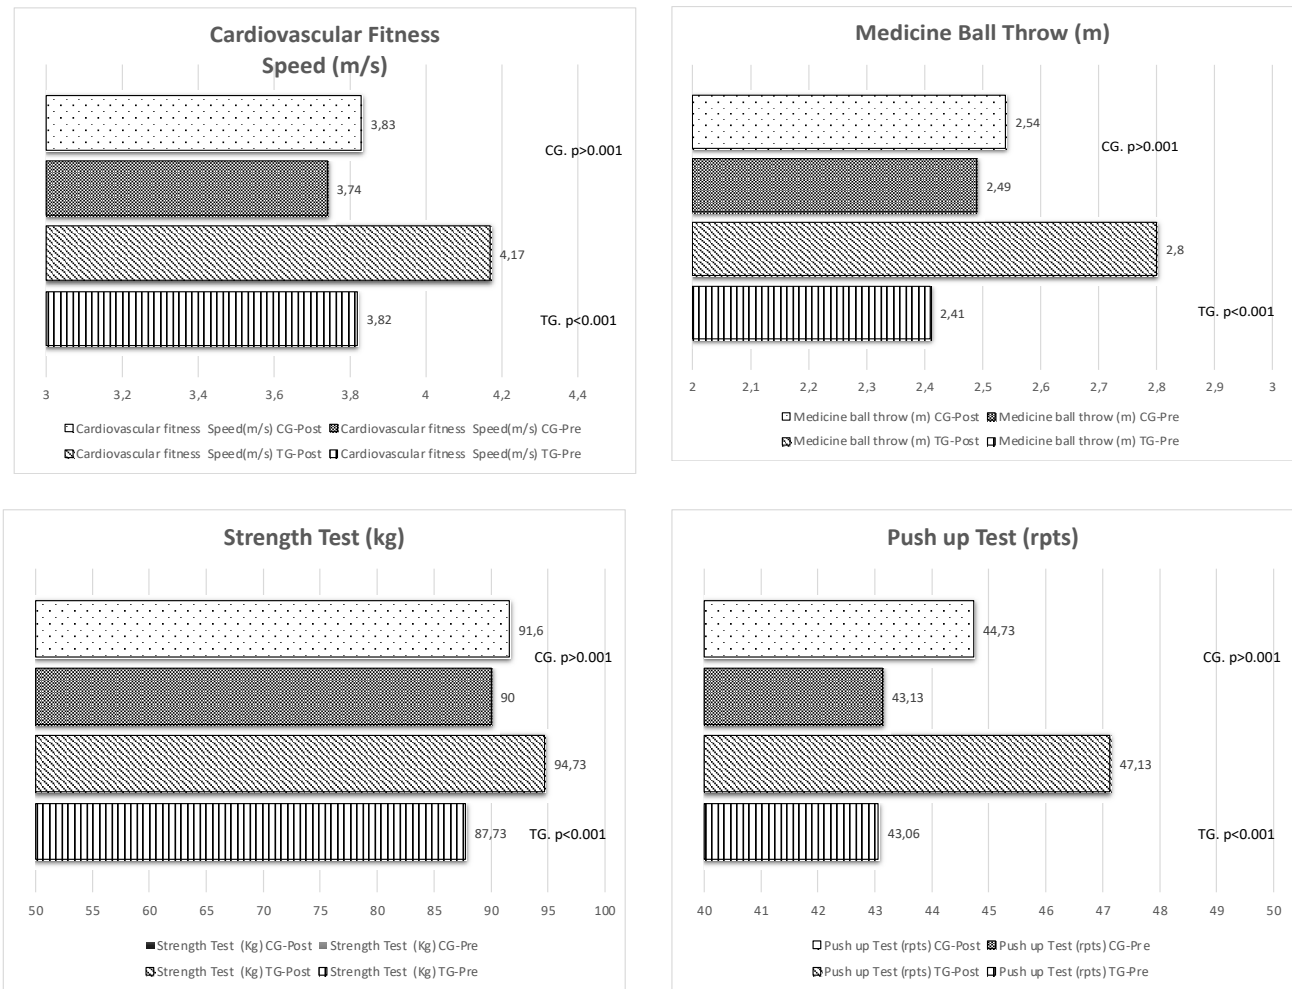 Cardiovascular Fitness
Speed (m/s)
3,83
CG. p>0.001
3,74
4,17
3,82
TG. p<0.001
3 3,2 3,4 3,6 3,8 4 4,2 4,4
Cardiovascular fitness Speed(m/s) CG-Post Cardiovascular fitness Speed(m/s) CG-Pre
Cardiovascular fitness Speed(m/s) TG-Post Cardiovascular fitness Speed(m/s) TG-Pre
Medicine Ball Throw (m)
2,54
CG. p>0.001
2,49
2,8
TG. p<0.001
2,41
2 2,1 2,2 2,3 2,4 2,5 2,6 2,7 2,8 2,9 3
Medicine ball throw (m) CG-Post Medicine ball throw (m) CG-Pre
Medicine ball throw (m) TG-Post Medicine ball throw (m) TG-Pre
Strength Test (kg)
91,6
CG. p>0.001
90
94,73
87,73
TG. p<0.001
50 55 60 65 70 75 80 85 90 95 100
Strength Test (Kg) CG-Post Strength Test (Kg) CG-Pre
Strength Test (Kg) TG-Post Strength Test (Kg) TG-Pre
Push up Test (rpts)
44,73
CG. p>0.001
43,13
47,13
43,06
TG. p<0.001
40 41 42 43 44 45 46 47 48 49 50
Push up Test (rpts) CG-Post Push up Test (rpts) CG-Pre
Push up Test (rpts) TG-Post Push up Test (rpts) TG-Pre